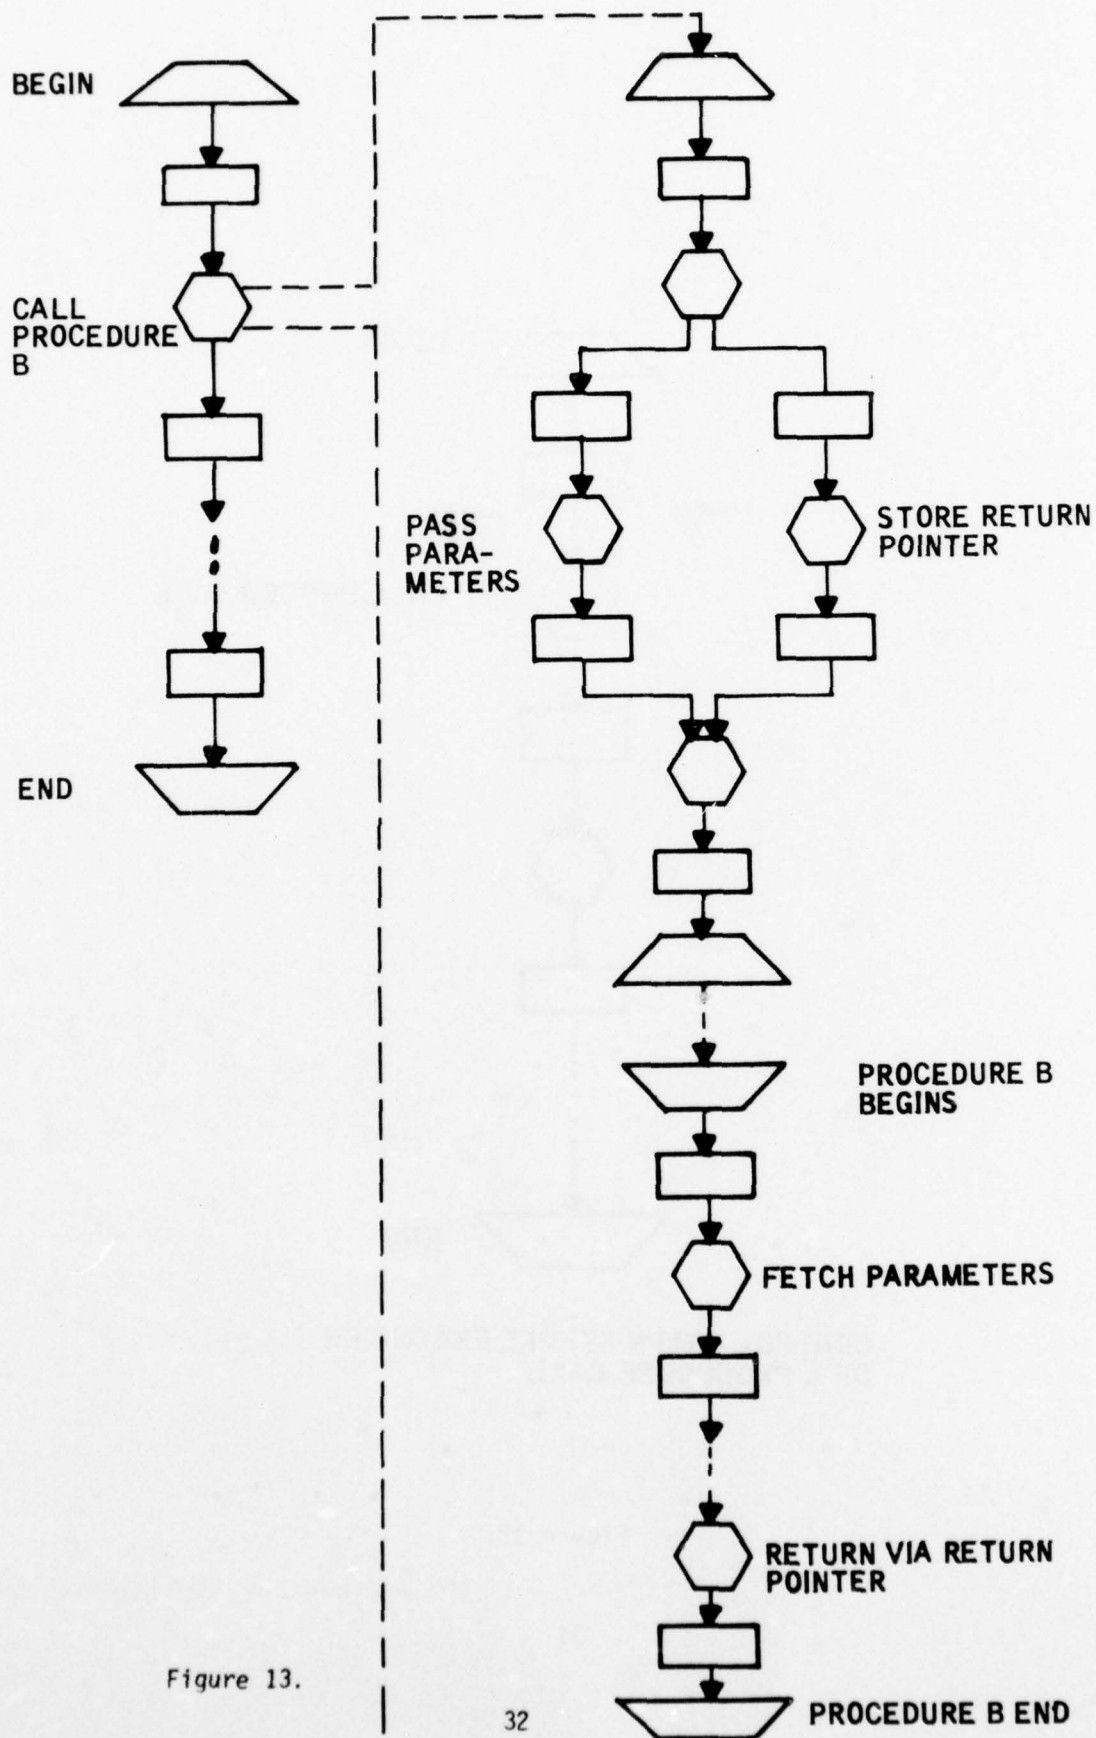 BEGIN
CALL
PROCEDURE
B
END
PASS
PARA-
METERS
STORE RETURN
POINTER
PROCEDURE B
BEGINS
FETCH PARAMETERS
RETURN VIA RETURN
POINTER
PROCEDURE B END
Figure 13.
32